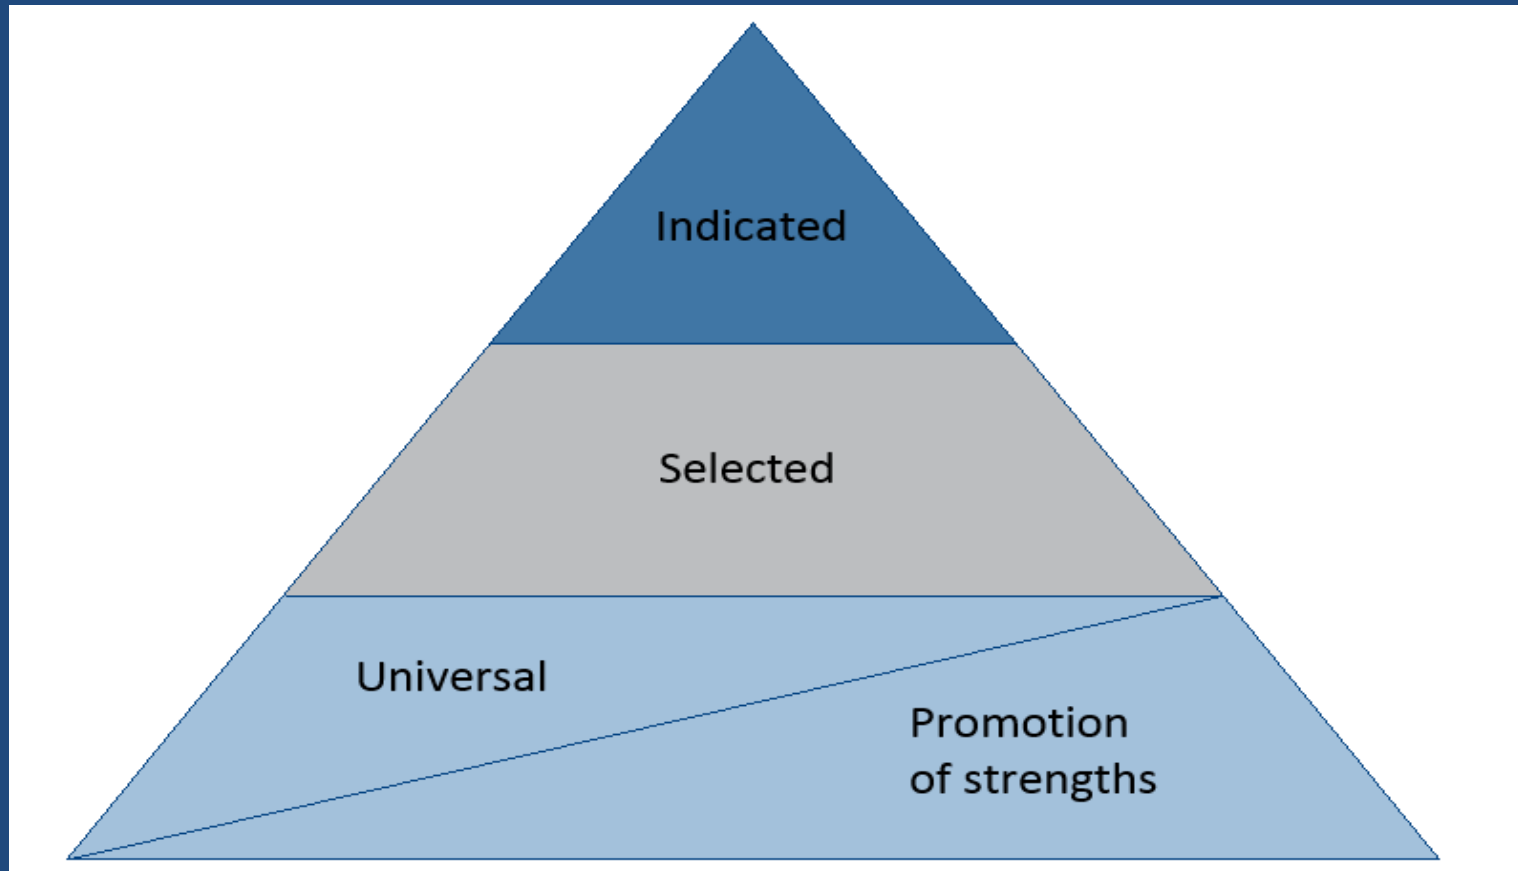 Indicated
Selected
Universal
Promotion
of strengths